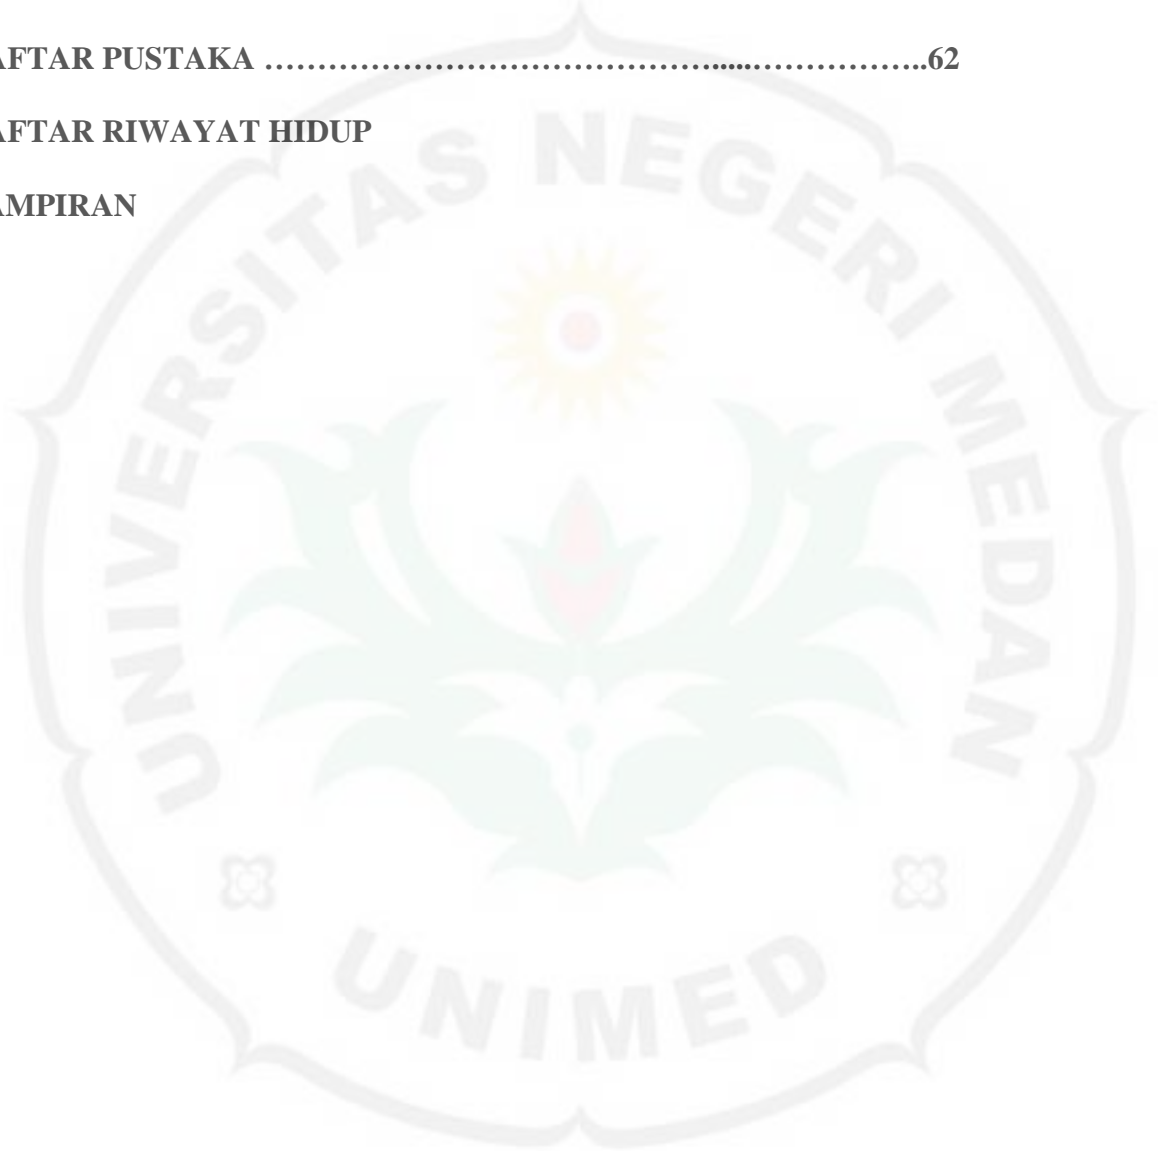 AFTAR PUSTAKA ……………………………………….....……………..62
AFTAR RIWAYAT HIDUP
AMPIRAN
UNIVERSITAS NEGERI MEDAN
UNIMED